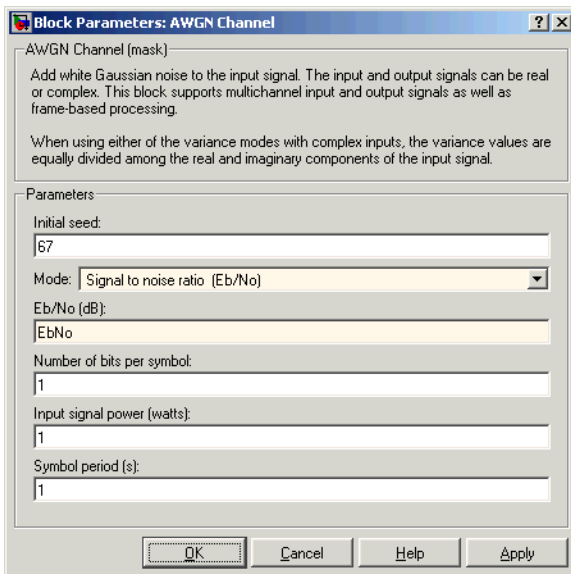 Block Parameters: AWGN Channel
AWGN Channel (mask)
Add white Gaussian noise to the input signal. The input and output signals can be real
or complex. This block supports multichannel input and output signals as well as
frame-based processing.
When using either of the variance modes with complex inputs, the variance values are
equally divided among the real and imaginary components of the input signal.
Parameters
Initial seed:
67
Mode: Signal to noise ratio (Eb/No)
Eb/No (dB):
EbNo
Number of bits per symbol:
1
Input signal power (watts):
1
Symbol period (s):
1
OK Cancel Help Apply